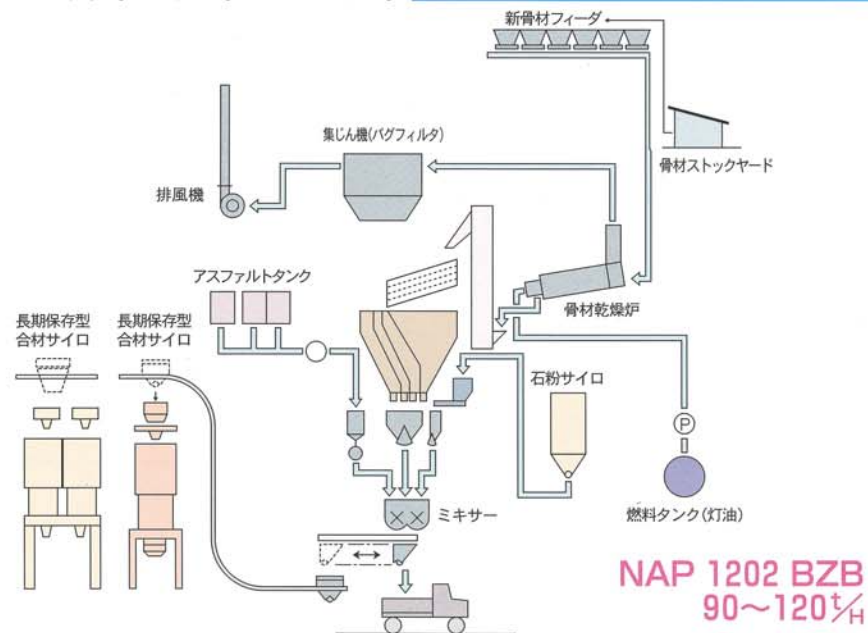 新骨材フィーダ
集じん機(バグフィルタ)
骨材ストックヤード
排風機
アスファルトタンク
骨材乾燥炉
長期保存型
合材サイロ
長期保存型
合材サイロ
石粉サイロ
P
ミキサー
燃料タンク(灯油)
NAP 1202 BZB
90〜120t/H